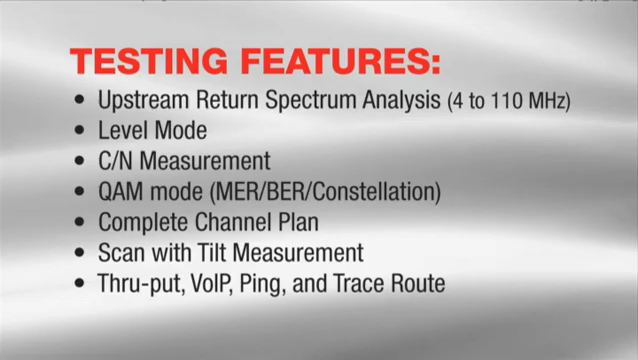 TESTING FEATURES:
• Upstream Return Spectrum Analysis (4 to 110 MHz)
• Level Mode
• C/N Measurement
• QAM mode (MER/BER/Constellation)
• Complete Channel Plan
• Scan with Tilt Measurement
• Thru-put, VoIP, Ping, and Trace Route